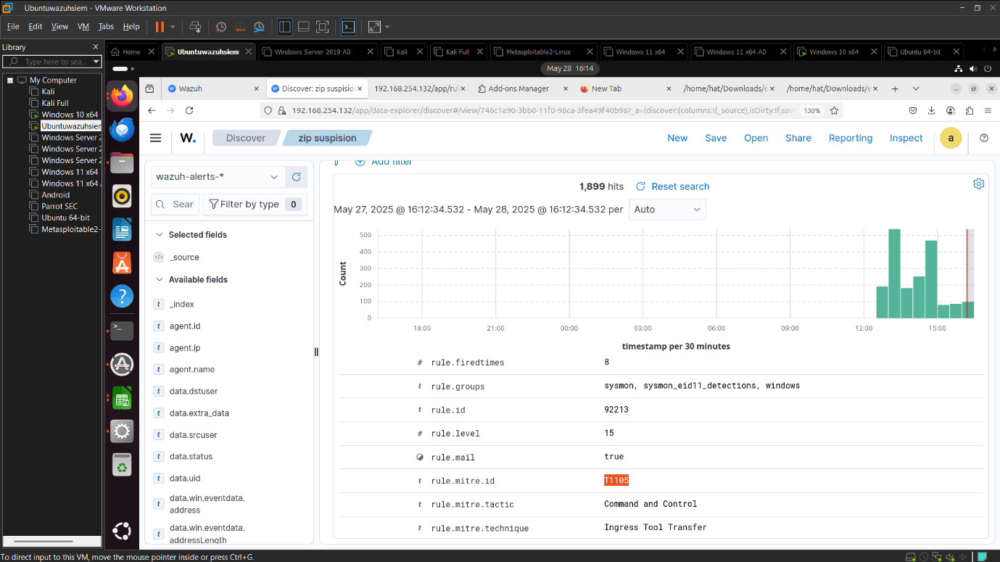 Ubuntuwazuhsiem - VMware Workstation
File Edit View VM Tabs Help
Library
Type here to sea...
My Computer
Kali
Kali Full
Windows 10 x64
Ubuntuwazuhsiem
Windows Server 2
Windows Server 2
Windows Server 2
Windows 11 x64
Windows 11 x64
Android
Parrot SEC
Ubuntu 64-bit
Metasploitable2-
Home Ubuntuwazuhsiem Windows Server 2019 AD Kali Kali Full Metasploitable2-Linux Windows 11 x64 Windows 11 x64 AD Windows 10 x64 Ubuntu 64-bit
May 28 16:14
Wazuh Discover: zip suspision 192.168.254.132/app/rul Add-ons Manager New Tab /home/hat/Downloads/e /home/hat/Downloads/e
192.168.254.132/app/data-explorer/discover#/view/746c1a90-3bb0-11f0-98ca-3fea49f40b96?_a=(discover:(columns:!(_source),isDirty:!f,save 130%
W. Discover zip suspision New Save Open Share Reporting Inspect a
wazuh-alerts-*
Sear Filter by type 0
Selected fields
_source
Available fields
_index
agent.id
agent.ip
agent.name
data.dstuser
data.extra_data
data.srcuser
data.status
data.uid
data.win.eventdata.
address
data.win.eventdata.
addressLength
Add filter
1,899 hits Reset search
May 27, 2025 @ 16:12:34.532 - May 28, 2025 @ 16:12:34.532 per Auto
Count
500
400
300
200
100
0
18:00 21:00 00:00 03:00 06:00 09:00 12:00 15:00
timestamp per 30 minutes
# rule.firedtimes 8
t rule.groups sysmon, sysmon_eid11_detections, windows
t rule.id 92213
# rule.level 15
rule.mail true
t rule.mitre.id T1105
t rule.mitre.tactic Command and Control
t rule.mitre.technique Ingress Tool Transfer
To direct input to this VM, move the mouse pointer inside or press Ctrl+G.